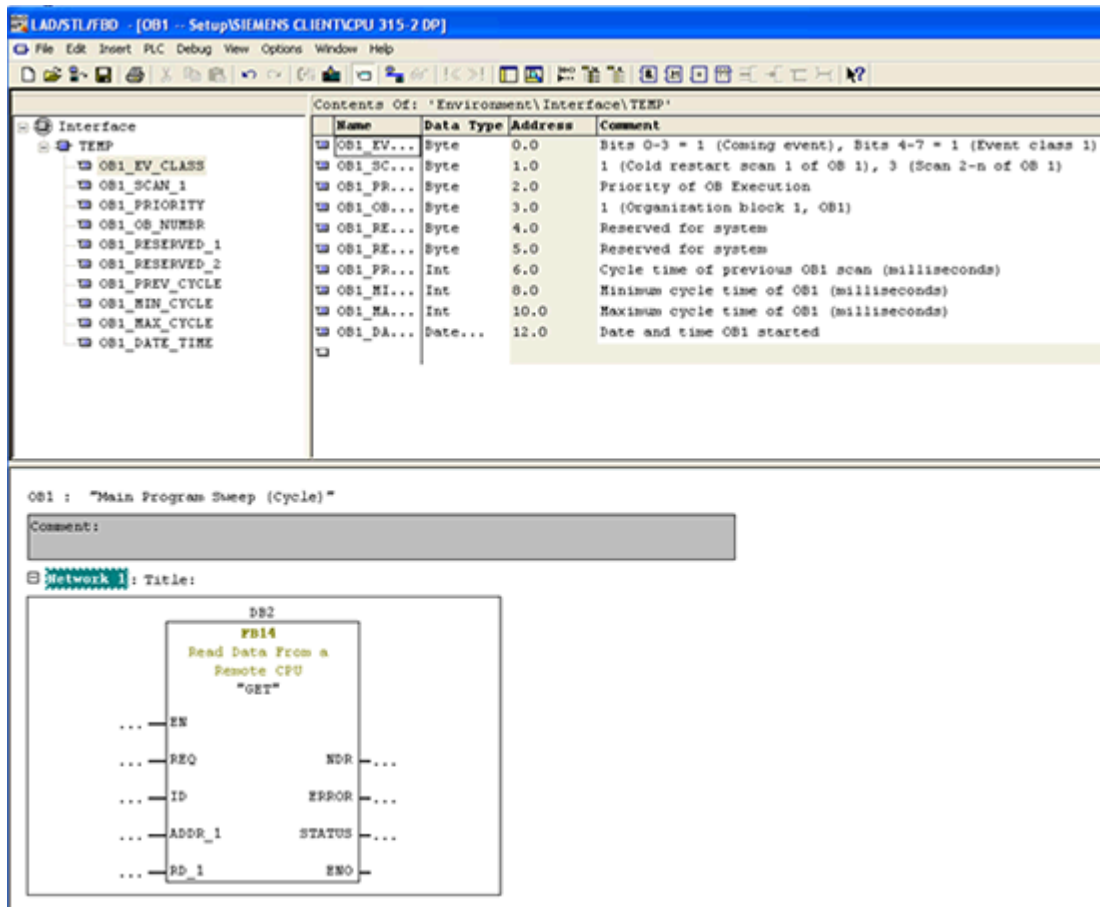 LAD/STL/FBD - [OB1 -- Setup\SIEMENS CLIENT\CPU 315-2 DP]
File Edit Insert PLC Debug View Options Window Help
Contents Of: 'Environment\Interface\TEMP'
Interface
TEMP
OB1_EV_CLASS
OB1_SCAN_1
OB1_PRIORITY
OB1_OB_NUMBR
OB1_RESERVED_1
OB1_RESERVED_2
OB1_PREV_CYCLE
OB1_MIN_CYCLE
OB1_MAX_CYCLE
OB1_DATE_TIME
Name Data Type Address Comment
OB1_EV... Byte 0.0 Bits 0-3 = 1 (Coming event), Bits 4-7 = 1 (Event class 1)
OB1_SC... Byte 1.0 1 (Cold restart scan 1 of OB 1), 3 (Scan 2-n of OB 1)
OB1_PR... Byte 2.0 Priority of OB Execution
OB1_OB... Byte 3.0 1 (Organization block 1, OB1)
OB1_RE... Byte 4.0 Reserved for system
OB1_RE... Byte 5.0 Reserved for system
OB1_PR... Int 6.0 Cycle time of previous OB1 scan (milliseconds)
OB1_MI... Int 8.0 Minimum cycle time of OB1 (milliseconds)
OB1_MA... Int 10.0 Maximum cycle time of OB1 (milliseconds)
OB1_DA... Date... 12.0 Date and time OB1 started
OB1 : "Main Program Sweep (Cycle)"
Comment:
Network 1 : Title:
DB2
FB14
Read Data From a
Remote CPU
"GET"
... EN
... REQ NDR ...
... ID ERROR ...
... ADDR_1 STATUS ...
... RD_1 ENO